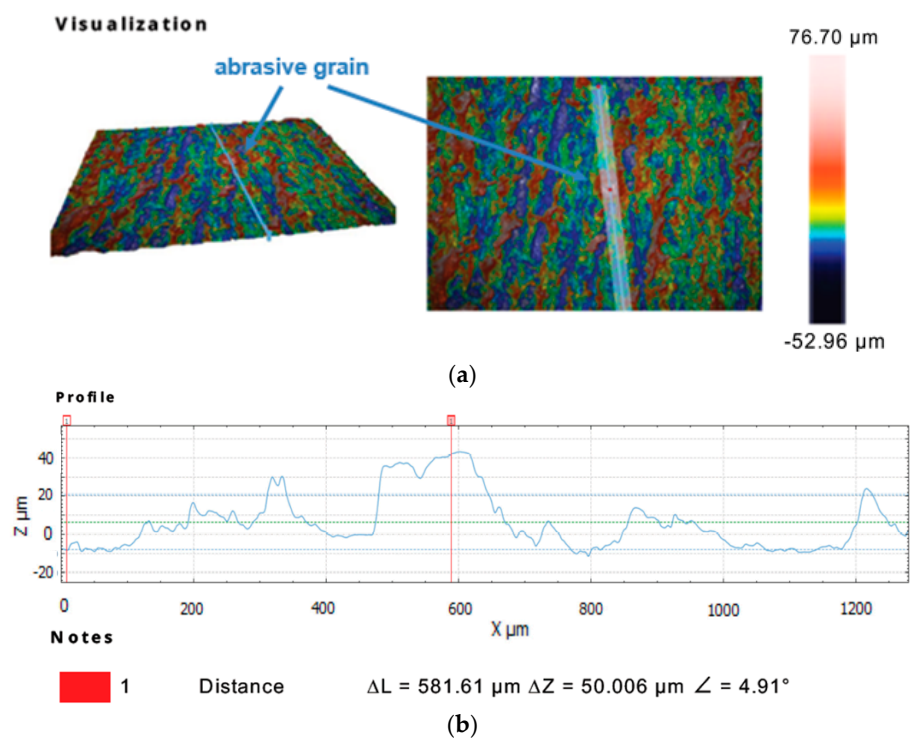 Visualization
abrasive grain
76.70 μm
-52.96 μm
(a)
Profile
1
Z μm
40
20
0
-20
0 200 400 600 800 1000 1200
X μm
Notes
1 Distance ΔL = 581.61 μm ΔZ = 50.006 μm ∠ = 4.91°
(b)